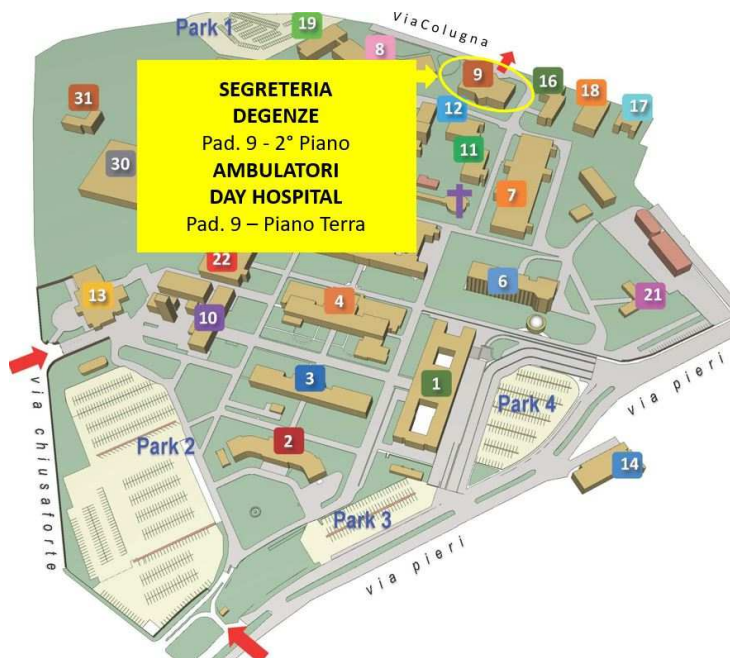 Park 1
19
ViaColugna
8
9
31
SEGRETERIA
DEGENZE
Pad. 9 - 2° Piano
AMBULATORI
DAY HOSPITAL
Pad. 9 – Piano Terra
16
18
17
12
11
30
7
22
13
10
4
6
21
3
1
2
Park 2
Park 4
Park 3
14
via chiusaforte
via pieri
via pieri